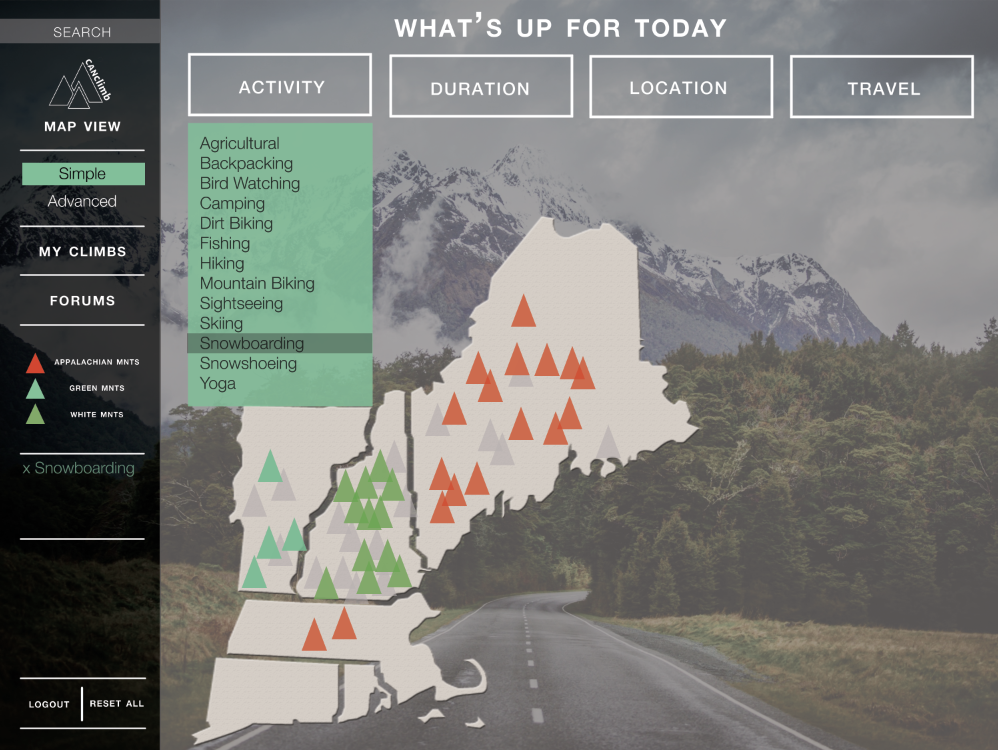 SEARCH
CANclimb
MAP VIEW
Simple
Advanced
MY CLIMBS
FORUMS
APPALACHIAN MNTS
GREEN MNTS
WHITE MNTS
x Snowboarding
LOGOUT
RESET ALL
WHAT'S UP FOR TODAY
ACTIVITY
DURATION
LOCATION
TRAVEL
Agricultural
Backpacking
Bird Watching
Camping
Dirt Biking
Fishing
Hiking
Mountain Biking
Sightseeing
Skiing
Snowboarding
Snowshoeing
Yoga